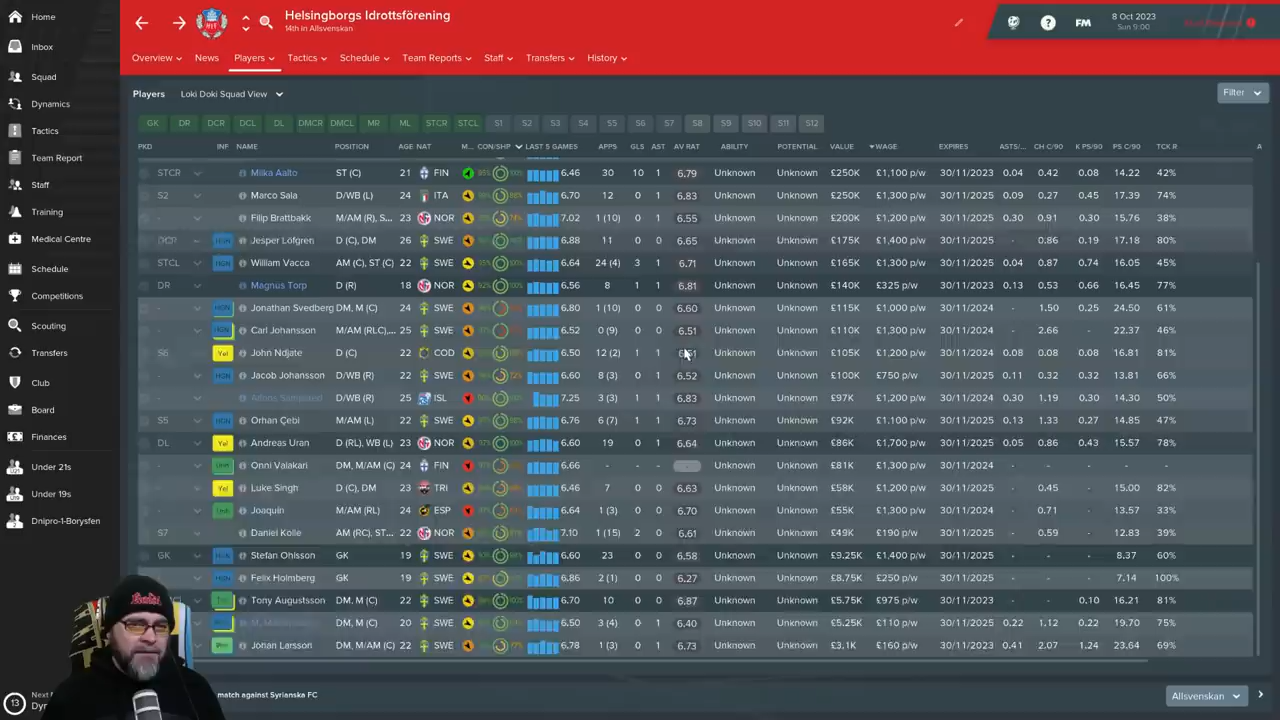 Home
Inbox
Squad
Dynamics
Tactics
Team Report
Staff
Training
Medical Centre
Schedule
Competitions
Scouting
Transfers
Club
Board
Finances
Under 21s
Under 19s
Dnipro-1-Borysfen
Helsingborgs Idrottsförening
14th in Allsvenskan
FM
8 Oct 2023
Sun 9:00
Overview News Players Tactics Schedule Team Reports Staff Transfers History
Players Loki Doki Squad View Filter
GK DR DCR DCL DL DMCR DMCL MR ML STCR STCL S1 S2 S3 S4 S5 S6 S7 S8 S9 S10 S11 S12
PKD INF NAME POSITION AGE NAT M... CON/SHP LAST 5 GAMES APPS GLS AST AV RAT ABILITY POTENTIAL VALUE WAGE EXPIRES ASTS/... CH C/90 K PS/90 PS C/90 TCK R A
STCR Miika Aalto ST (C) 21 FIN 6.46 30 10 1 6.79 Unknown Unknown £250K £1,100 p/w 30/11/2023 0.04 0.42 0.08 14.22 42%
S2 Marco Sala D/WB (L) 24 ITA 6.70 12 0 1 6.83 Unknown Unknown £250K £1,300 p/w 30/11/2024 0.09 0.27 0.45 17.39 74%
- Filip Brattbakk M/AM (R), S... 23 NOR 7.02 1 (10) 0 1 6.55 Unknown Unknown £200K £1,300 p/w 30/11/2025 0.30 0.91 0.30 15.76 38%
DCR HGN Jesper Löfgren D (C), DM 26 SWE 6.88 11 0 0 6.65 Unknown Unknown £175K £1,400 p/w 30/11/2025 - 0.86 0.19 17.18 80%
STCL HGN William Vacca AM (C), ST (C) 22 SWE 6.64 24 (4) 3 1 6.71 Unknown Unknown £165K £1,300 p/w 30/11/2025 0.04 0.87 0.74 16.05 45%
DR Magnus Torp D (R) 18 NOR 6.56 8 1 1 6.81 Unknown Unknown £140K £325 p/w 30/11/2025 0.13 0.53 0.66 16.45 77%
- HGN Jonathan Svedberg DM, M (C) 24 SWE 6.80 1 (10) 0 0 6.60 Unknown Unknown £115K £1,000 p/w 30/11/2024 - 1.50 0.25 24.50 61%
- HGN Carl Johansson M/AM (RLC),... 25 SWE 6.52 0 (9) 0 0 6.51 Unknown Unknown £110K £1,300 p/w 30/11/2023 - 2.66 - 22.37 46%
S6 Yel John Ndjate D (C) 22 COD 6.50 12 (2) 1 1 Unknown Unknown £105K £1,200 p/w 30/11/2024 0.08 0.08 0.08 16.81 81%
- HGN Jacob Johansson D/WB (R) 22 SWE 6.60 8 (3) 0 1 6.52 Unknown Unknown £100K £750 p/w 30/11/2025 0.11 0.32 0.32 13.81 66%
Alfons Sampsted D/WB (R) 25 ISL 7.25 3 (3) 0 1 6.83 Unknown Unknown £97K £1,200 p/w 30/11/2024 0.30 1.19 0.30 14.30 50%
S5 HGN Orhan Çebi M/AM (L) 22 SWE 6.76 6 (7) 0 1 6.73 Unknown Unknown £92K £1,100 p/w 30/11/2024 0.13 1.33 0.27 14.85 47%
DL Yel Andreas Uran D (RL), WB (L) 23 NOR 6.60 19 0 1 6.64 Unknown Unknown £86K £1,700 p/w 30/11/2024 0.05 0.86 0.43 15.57 78%
- Onni Valakari DM, M/AM (C) 24 FIN 6.66 - - - - Unknown Unknown £81K £1,300 p/w 30/11/2024 - - - - -
- Yel Luke Singh D (C), DM 23 TRI 6.46 7 0 0 6.63 Unknown Unknown £58K £1,200 p/w 30/11/2023 - 0.45 - 15.00 82%
- Joaquín M/AM (RL) 24 ESP 6.64 1 (3) 0 0 6.70 Unknown Unknown £55K £1,300 p/w 30/11/2024 - 0.71 - 13.57 33%
S7 Daniel Kolle AM (RC), ST... 22 NOR 7.10 1 (15) 2 0 6.61 Unknown Unknown £49K £190 p/w 30/11/2025 - 0.59 - 12.83 39%
GK HGN Stefan Ohlsson GK 19 SWE 6.60 23 0 0 6.58 Unknown Unknown £9.25K £1,400 p/w 30/11/2025 - - - 8.37 60%
HGN Felix Holmberg GK 19 SWE 6.86 2 (1) 0 0 6.27 Unknown Unknown £8.75K £250 p/w 30/11/2025 - - - 7.14 100%
Tony Augustsson DM, M (C) 22 SWE 6.70 10 0 0 6.87 Unknown Unknown £5.75K £975 p/w 30/11/2023 - - 0.10 16.21 81%
DM, M (C) 20 SWE 6.50 3 (4) 0 1 6.40 Unknown Unknown £5.25K £110 p/w 30/11/2025 0.22 1.12 0.22 19.70 75%
Jörian Larsson DM, M/AM (C) 22 SWE 6.78 1 (3) 0 1 6.73 Unknown Unknown £3.1K £160 p/w 30/11/2025 0.41 2.07 1.24 23.64 69%
13
match against Syrianska FC
Allsvenskan